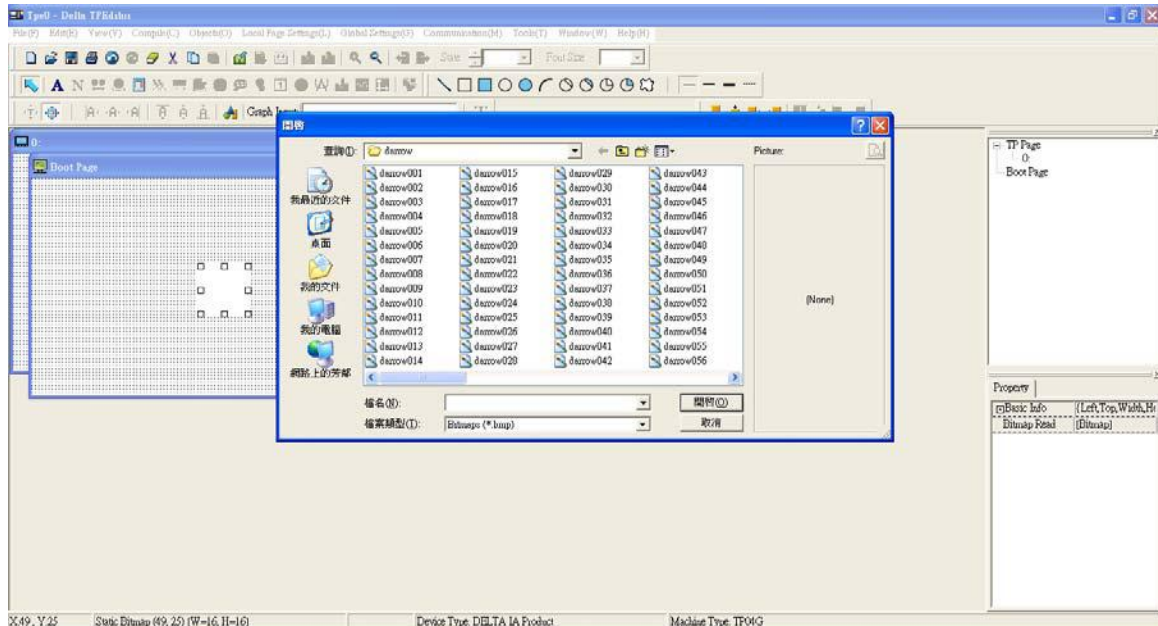 Tpe0 - Delta TPEditor
File(F) Edit(E) View(V) Compile(C) Objects(O) Local Page Settings(L) Global Settings(G) Communication(M) Tools(T) Window(W) Help(H)
Size
Font Size
Graph Input:
0:
Boot Page
開啓
查詢(I):
darrow
Picture:
我最近的文件
桌面
我的文件
我的電腦
網路上的芳鄰
darrow001 darrow015 darrow029 darrow043
darrow002 darrow016 darrow030 darrow044
darrow003 darrow017 darrow031 darrow045
darrow004 darrow018 darrow032 darrow046
darrow005 darrow019 darrow033 darrow047
darrow006 darrow020 darrow034 darrow048
darrow007 darrow021 darrow035 darrow049
darrow008 darrow022 darrow036 darrow050
darrow009 darrow023 darrow037 darrow051
darrow010 darrow024 darrow038 darrow052
darrow011 darrow025 darrow039 darrow053
darrow012 darrow026 darrow040 darrow054
darrow013 darrow027 darrow041 darrow055
darrow014 darrow028 darrow042 darrow056
(None)
檔名(N):
開啓(O)
檔案類型(T):
Bitmaps (*.bmp)
取消
TP Page
0:
Boot Page
Property
Basic Info {Left,Top,Width,He
Bitmap Read [Bitmap]
X.49, Y.25
Static Bitmap (49, 25) (W=16, H=16)
Device Type: DELTA IA Product
Machine Type: TP04G